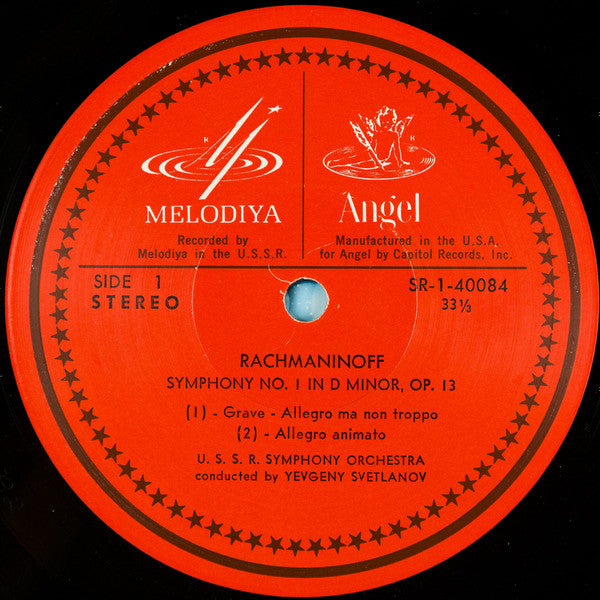 MELODIYA
Angel
Recorded by
Melodiya in the U.S.S.R.
Manufactured in the U.S.A.
for Angel by Capitol Records, Inc.
SIDE 1
STEREO
SR-1-40084
33⅓
RACHMANINOFF
SYMPHONY NO. 1 IN D MINOR, OP. 13
(1) - Grave - Allegro ma non troppo
(2) - Allegro animato
U. S. S. R. SYMPHONY ORCHESTRA
conducted by YEVGENY SVETLANOV